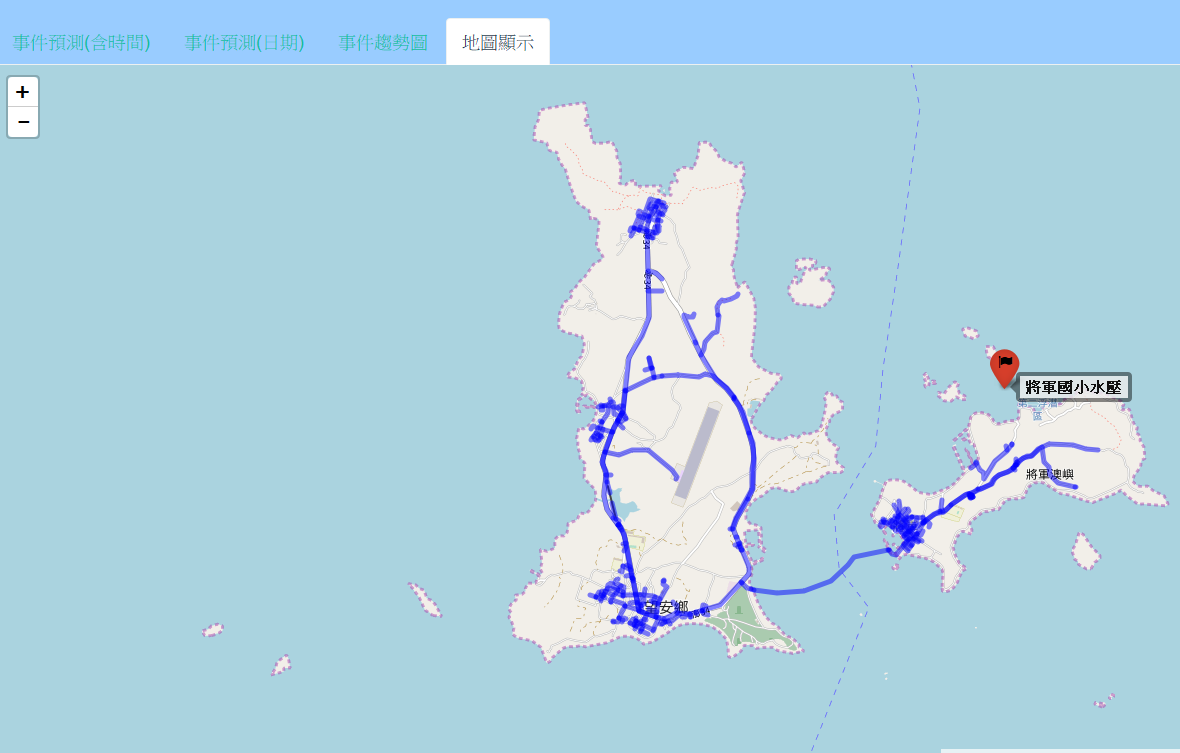 事件預測(含時間)
事件預測(日期)
事件趨勢圖
地圖顯示
+
−
將軍國小水壓
將軍澳嶼
望安鄉